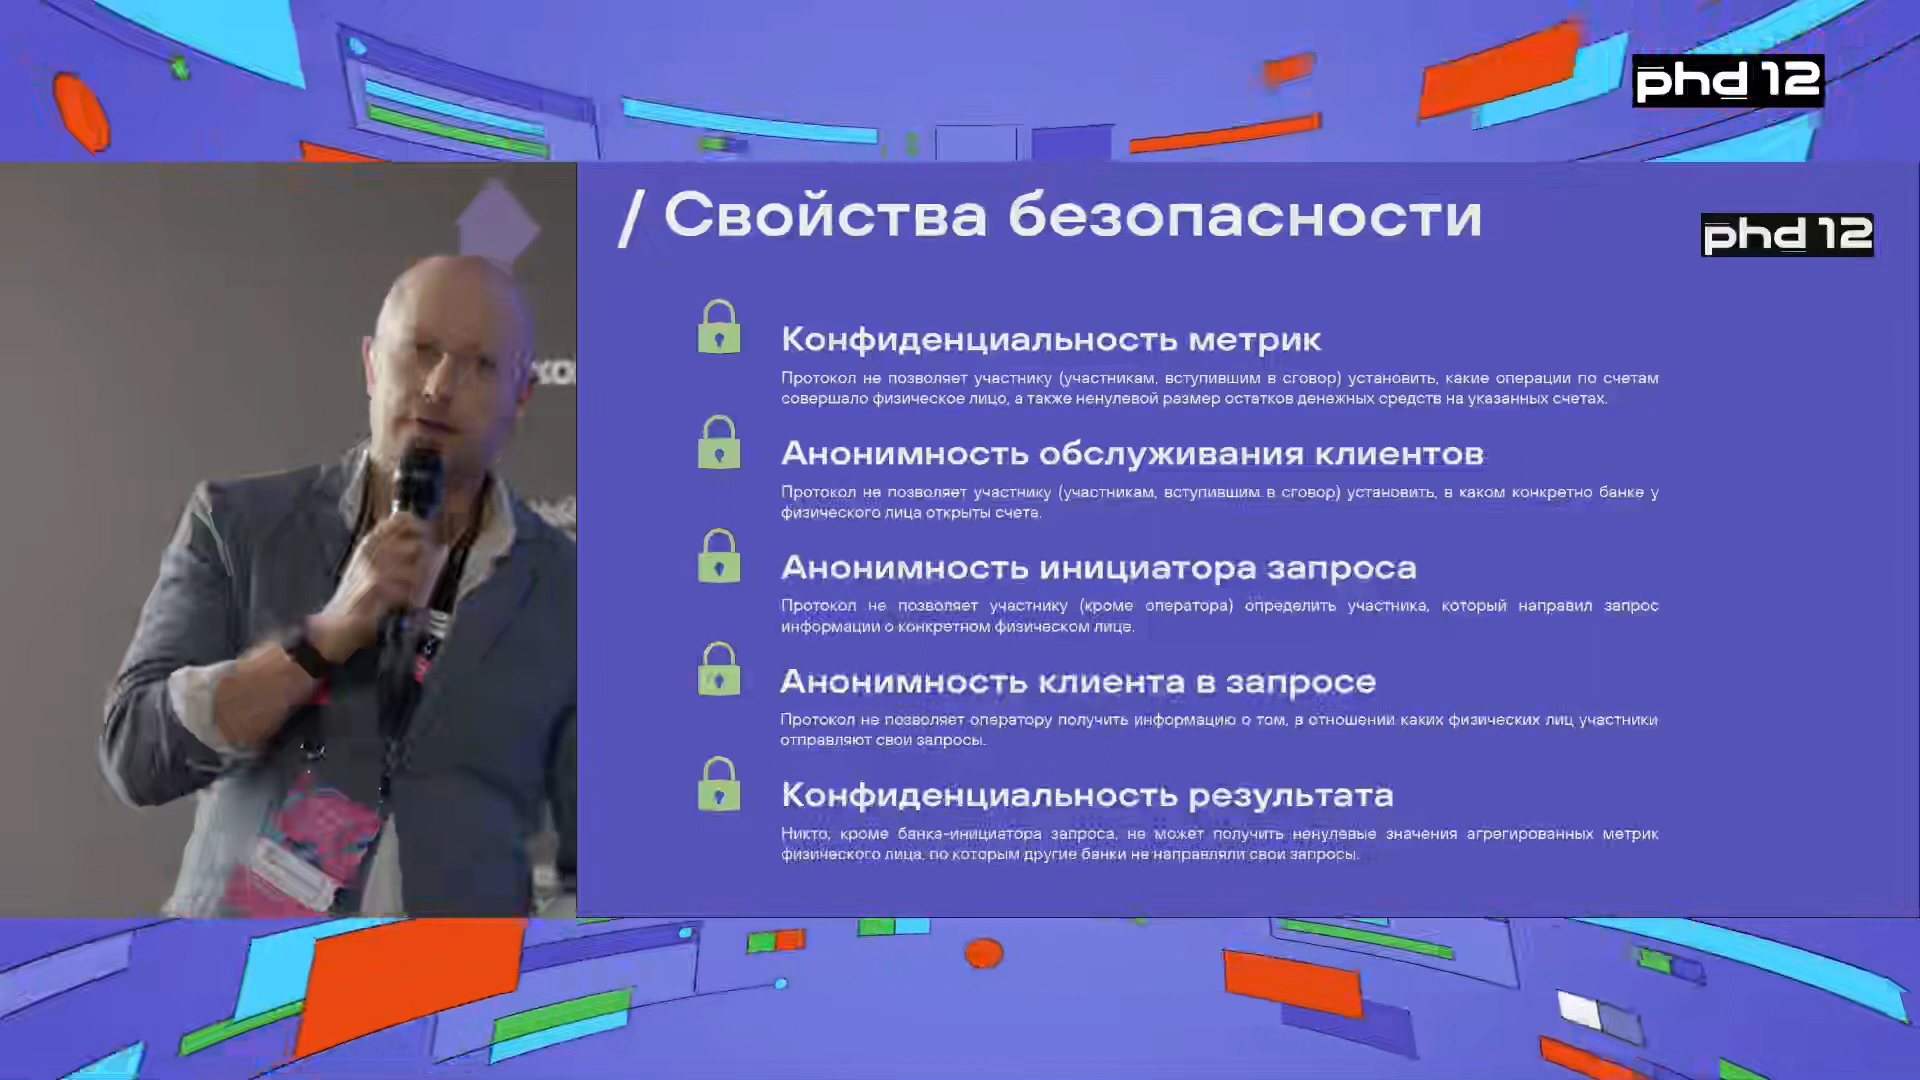 phd 12
/ Свойства безопасности
phd 12
Конфиденциальность метрик
Протокол не позволяет участнику (участникам, вступившим в сговор) установить, какие операции по счетам
совершало физическое лицо, а также ненулевой размер остатков денежных средств на указанных счетах.
Анонимность обслуживания клиентов
Протокол не позволяет участнику (участникам, вступившим в сговор) установить, в каком конкретно банке у
физического лица открыты счета.
Анонимность инициатора запроса
Протокол не позволяет участнику (кроме оператора) определить участника, который направил запрос
информации о конкретном физическом лице.
Анонимность клиента в запросе
Протокол не позволяет оператору получить информацию о том, в отношении каких физических лиц участники
отправляют свои запросы.
Конфиденциальность результата
Никто, кроме банка-инициатора запроса, не может получить ненулевые значения агрегированных метрик
физического лица, по которым другие банки не направляли свои запросы.